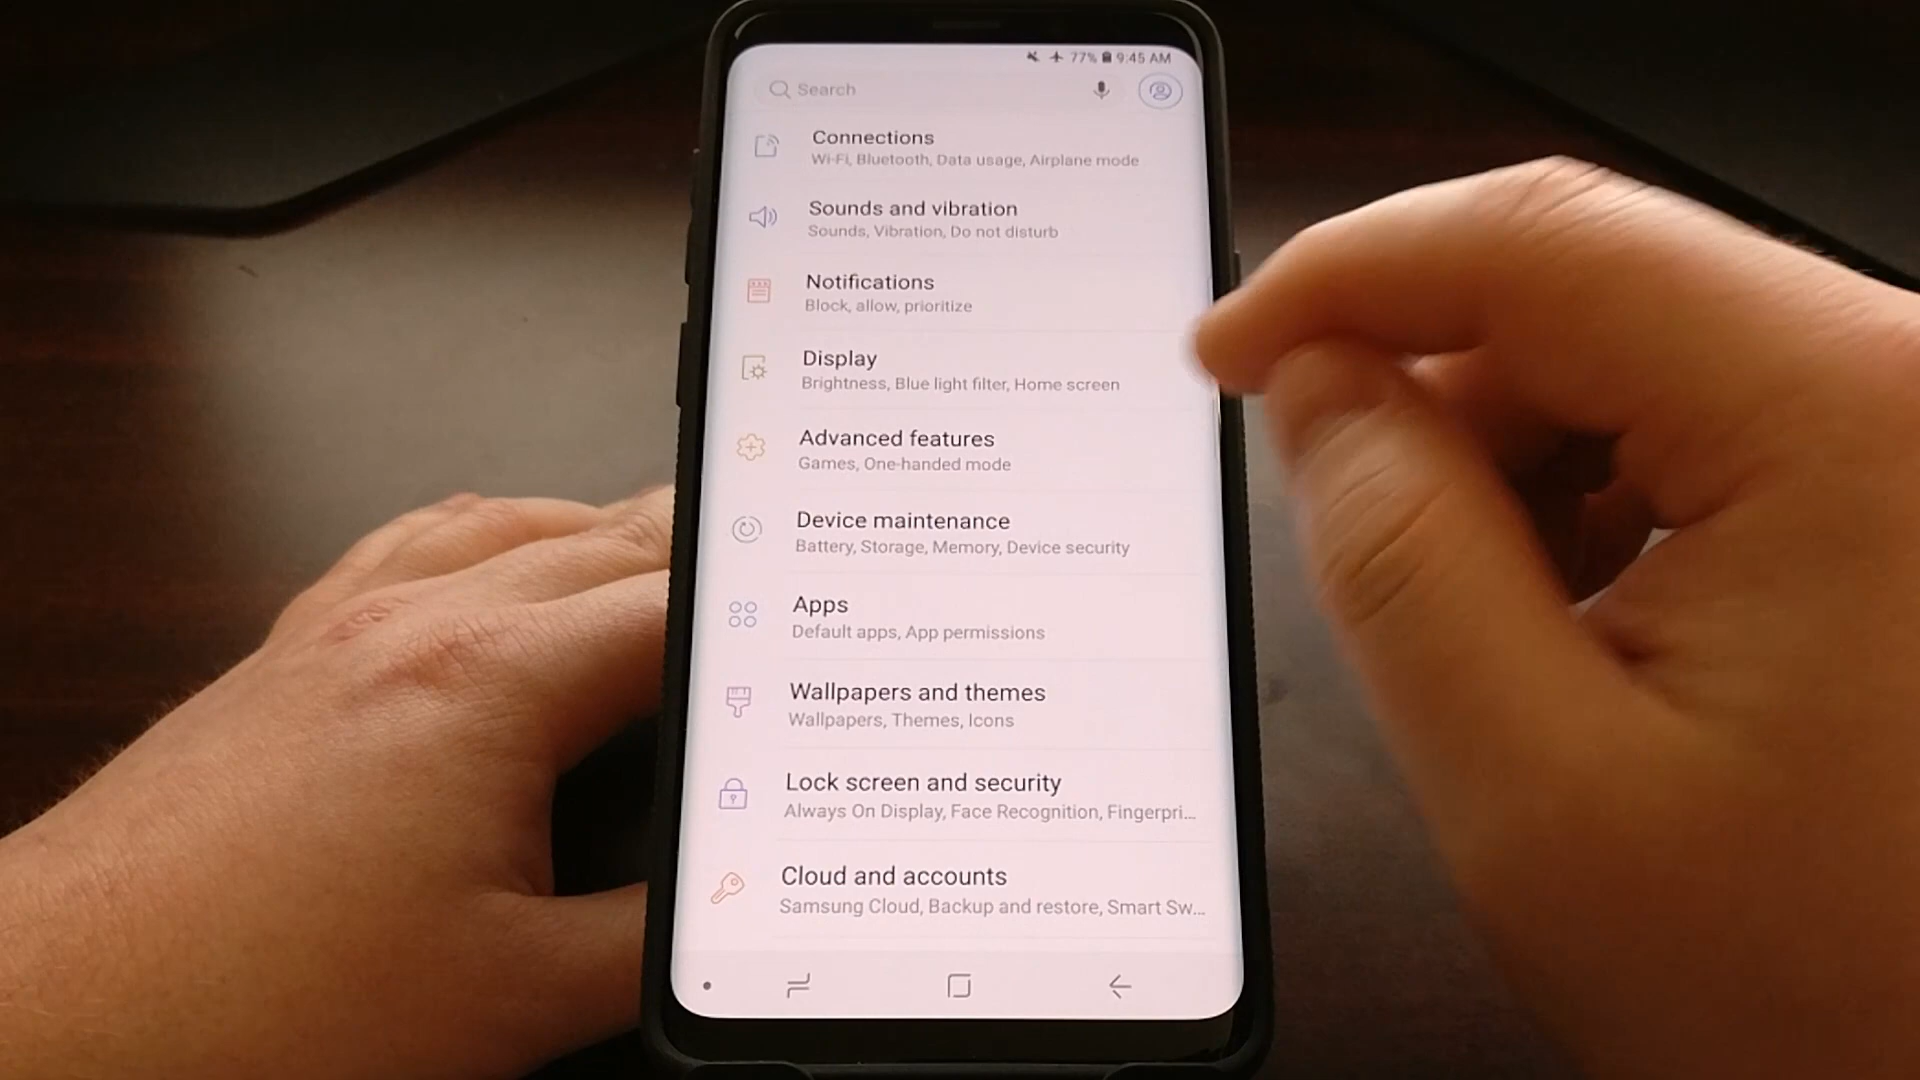 77% 9:45 AM
Search
Connections
Wi-Fi, Bluetooth, Data usage, Airplane mode
Sounds and vibration
Sounds, Vibration, Do not disturb
Notifications
Block, allow, prioritize
Display
Brightness, Blue light filter, Home screen
Advanced features
Games, One-handed mode
Device maintenance
Battery, Storage, Memory, Device security
Apps
Default apps, App permissions
Wallpapers and themes
Wallpapers, Themes, Icons
Lock screen and security
Always On Display, Face Recognition, Fingerpri...
Cloud and accounts
Samsung Cloud, Backup and restore, Smart Sw...